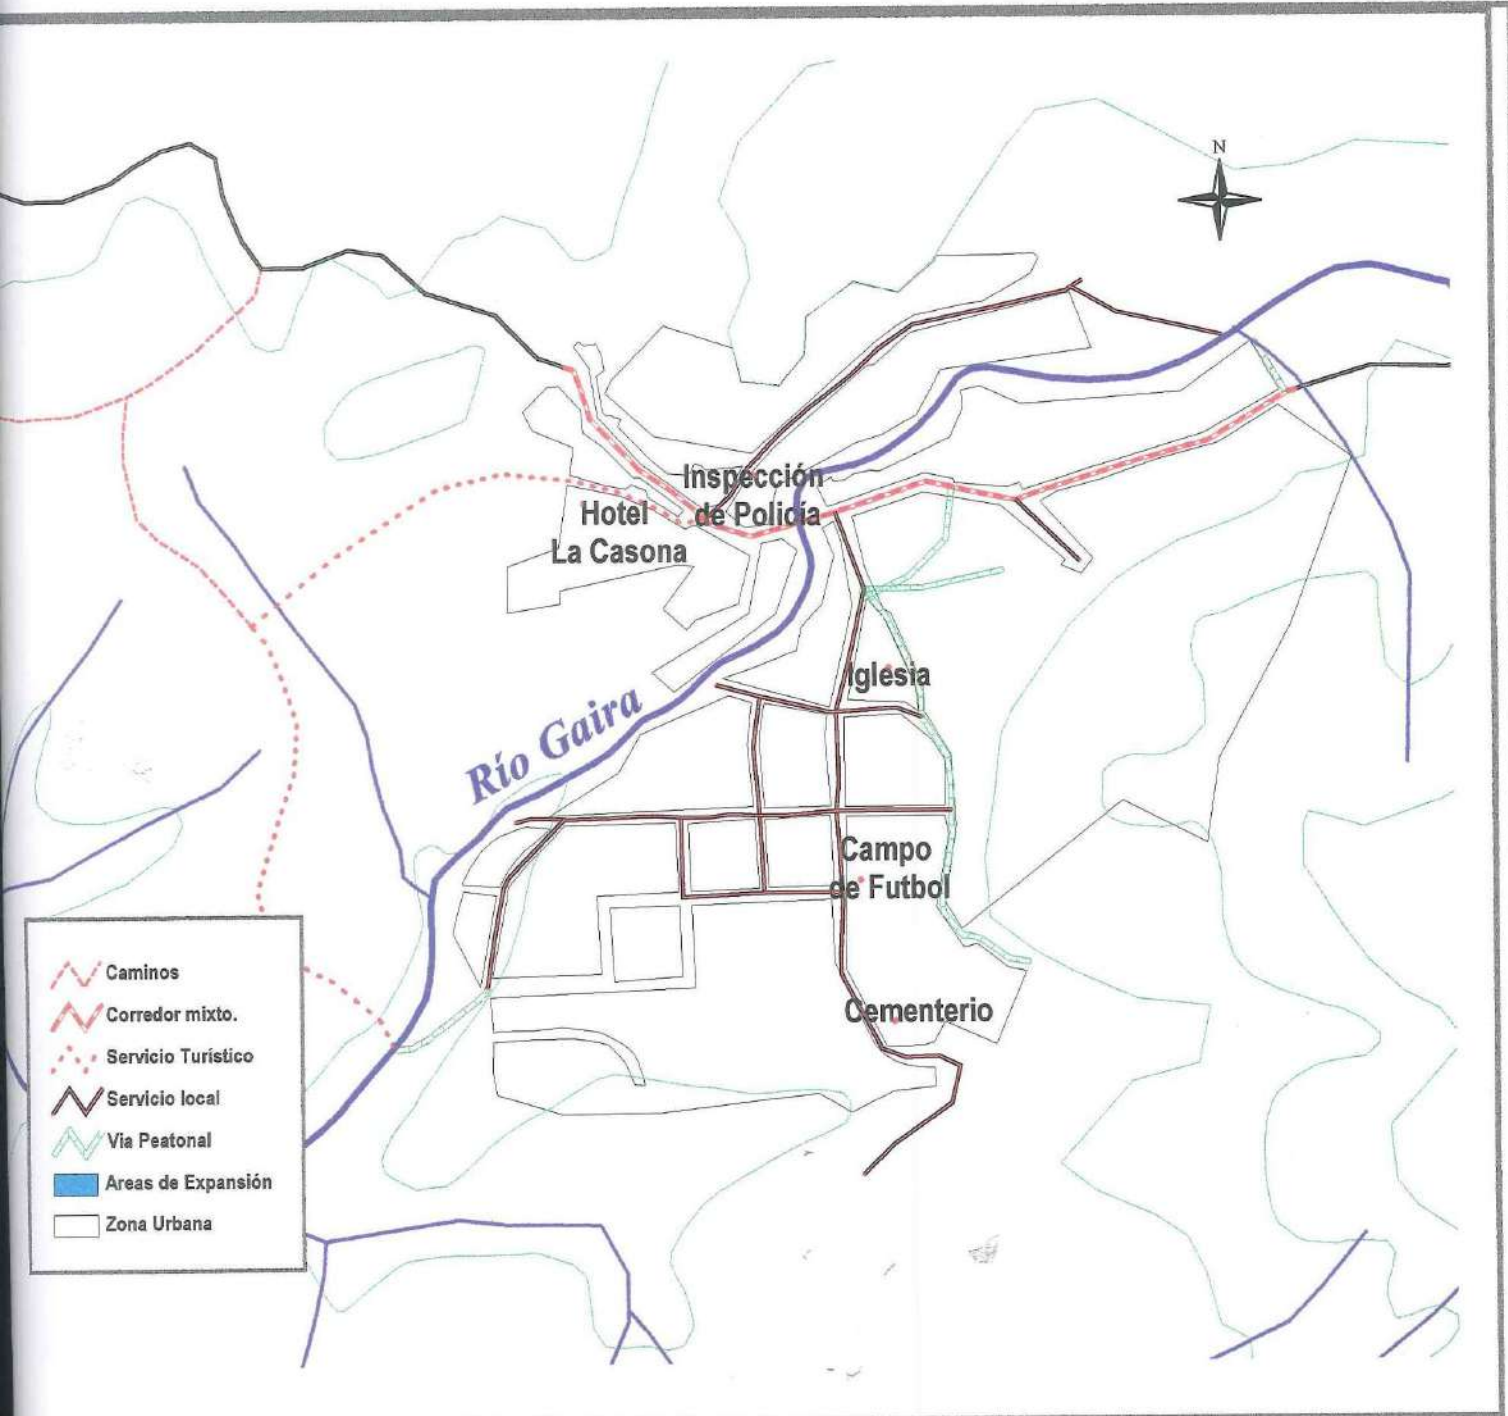 N
Inspección
de Policía
Hotel
La Casona
Iglesia
Río Gaira
Campo
de Futbol
Cementerio
Caminos
Corredor mixto.
Servicio Turístico
Servicio local
Via Peatonal
Areas de Expansión
Zona Urbana